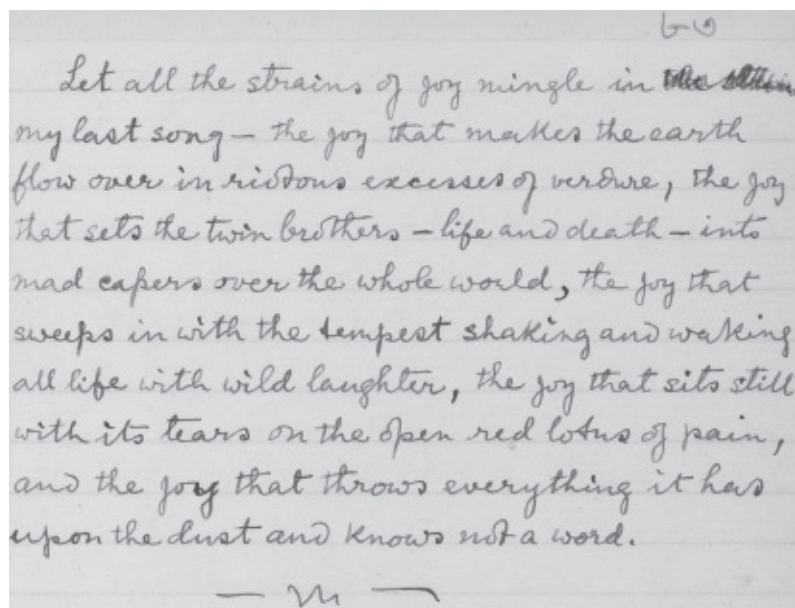 Let all the strains of joy mingle in
my last song — the joy that makes the earth
flow over in riotous excesses of verdure, the joy
that sets the twin brothers — life and death — into
mad capers over the whole world, the joy that
sweeps in with the tempest shaking and waking
all life with wild laughter, the joy that sits still
with its tears on the open red lotus of pain,
and the joy that throws everything it has
upon the dust and knows not a word.